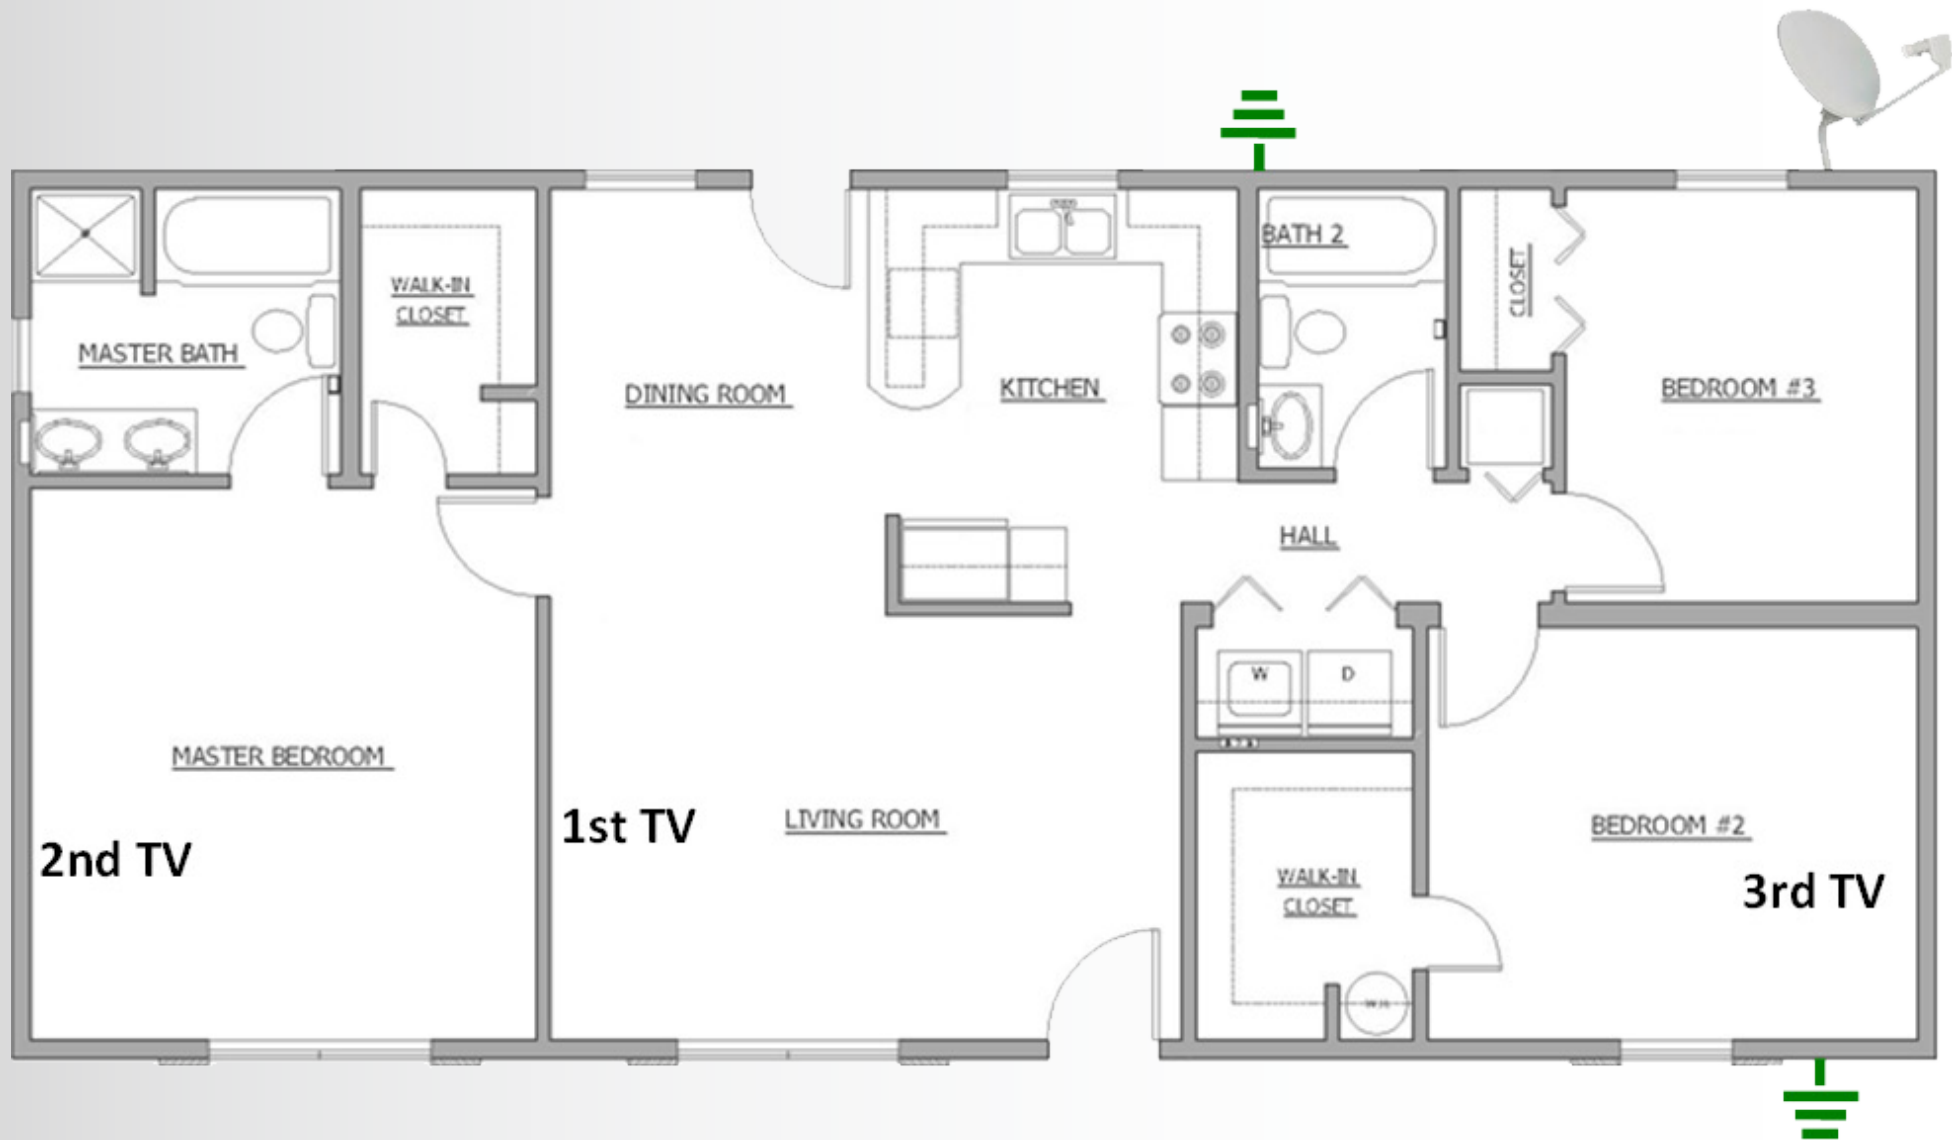 BATH 2
CLOSET
WALK-IN
CLOSET
MASTER BATH
DINING ROOM
KITCHEN
BEDROOM #3
HALL
W
D
MASTER BEDROOM
1st TV
LIVING ROOM
BEDROOM #2
2nd TV
WALK-IN
CLOSET
3rd TV